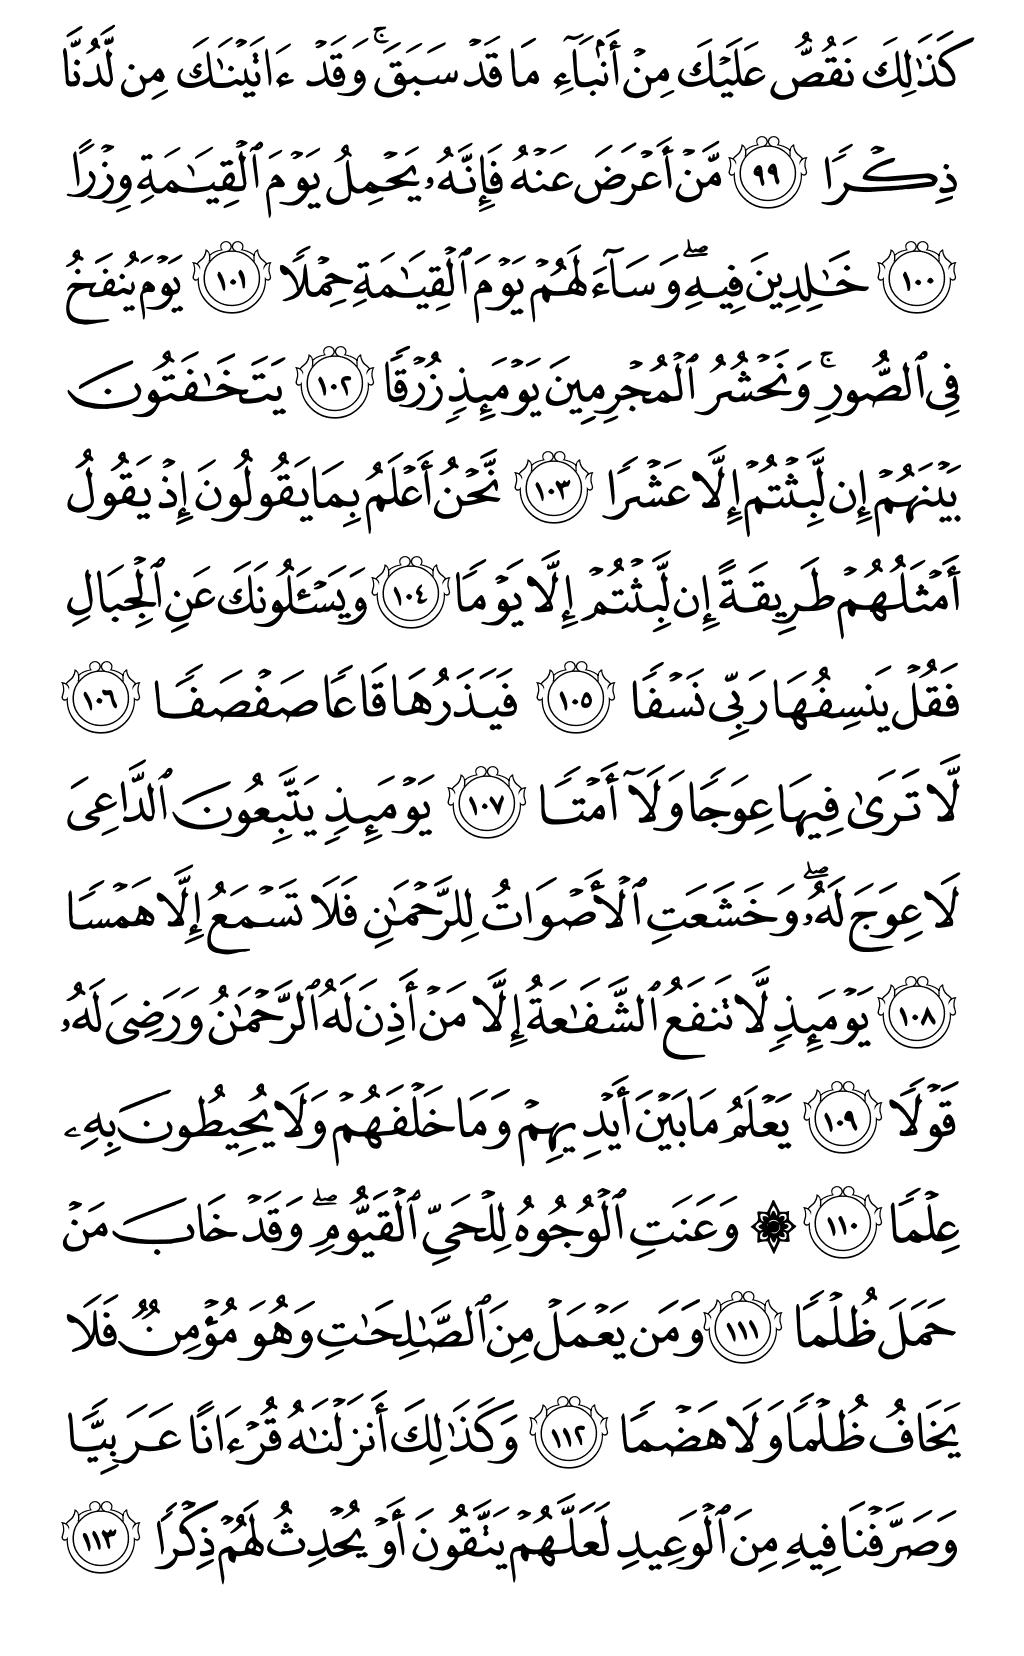 كَذَٰلِكَ نَقُصُّ عَلَيۡكَ مِنۡ أَنۢبَآءِ مَا قَدۡ سَبَقَۚ وَقَدۡ ءَاتَيۡنَٰكَ مِن لَّدُنَّا
ذِكۡرٗا ٩٩ مَّنۡ أَعۡرَضَ عَنۡهُ فَإِنَّهُۥ يَحۡمِلُ يَوۡمَ ٱلۡقِيَٰمَةِ وِزۡرًا
١٠٠ خَٰلِدِينَ فِيهِۖ وَسَآءَ لَهُمۡ يَوۡمَ ٱلۡقِيَٰمَةِ حِمۡلٗا ١٠١ يَوۡمَ يُنفَخُ
فِي ٱلصُّورِۚ وَنَحۡشُرُ ٱلۡمُجۡرِمِينَ يَوۡمَئِذٖ زُرۡقٗا ١٠٢ يَتَخَٰفَتُونَ
بَيۡنَهُمۡ إِن لَّبِثۡتُمۡ إِلَّا عَشۡرٗا ١٠٣ نَّحۡنُ أَعۡلَمُ بِمَا يَقُولُونَ إِذۡ يَقُولُ
أَمۡثَلُهُمۡ طَرِيقَةً إِن لَّبِثۡتُمۡ إِلَّا يَوۡمٗا ١٠٤ وَيَسۡـَٔلُونَكَ عَنِ ٱلۡجِبَالِ
فَقُلۡ يَنسِفُهَا رَبِّي نَسۡفٗا ١٠٥ فَيَذَرُهَا قَاعٗا صَفۡصَفٗا ١٠٦
لَّا تَرَىٰ فِيهَا عِوَجٗا وَلَآ أَمۡتٗا ١٠٧ يَوۡمَئِذٖ يَتَّبِعُونَ ٱلدَّاعِيَ
لَا عِوَجَ لَهُۥۖ وَخَشَعَتِ ٱلۡأَصۡوَاتُ لِلرَّحۡمَٰنِ فَلَا تَسۡمَعُ إِلَّا هَمۡسٗا
١٠٨ يَوۡمَئِذٖ لَّا تَنفَعُ ٱلشَّفَٰعَةُ إِلَّا مَنۡ أَذِنَ لَهُ ٱلرَّحۡمَٰنُ وَرَضِيَ لَهُۥ
قَوۡلٗا ١٠٩ يَعۡلَمُ مَا بَيۡنَ أَيۡدِيهِمۡ وَمَا خَلۡفَهُمۡ وَلَا يُحِيطُونَ بِهِۦ
عِلۡمٗا ١١٠ ۞ وَعَنَتِ ٱلۡوُجُوهُ لِلۡحَيِّ ٱلۡقَيُّومِۖ وَقَدۡ خَابَ مَنۡ
حَمَلَ ظُلۡمٗا ١١١ وَمَن يَعۡمَلۡ مِنَ ٱلصَّٰلِحَٰتِ وَهُوَ مُؤۡمِنٞ فَلَا
يَخَافُ ظُلۡمٗا وَلَا هَضۡمٗا ١١٢ وَكَذَٰلِكَ أَنزَلۡنَٰهُ قُرۡءَانًا عَرَبِيّٗا
وَصَرَّفۡنَا فِيهِ مِنَ ٱلۡوَعِيدِ لَعَلَّهُمۡ يَتَّقُونَ أَوۡ يُحۡدِثُ لَهُمۡ ذِكۡرٗا ١١٣